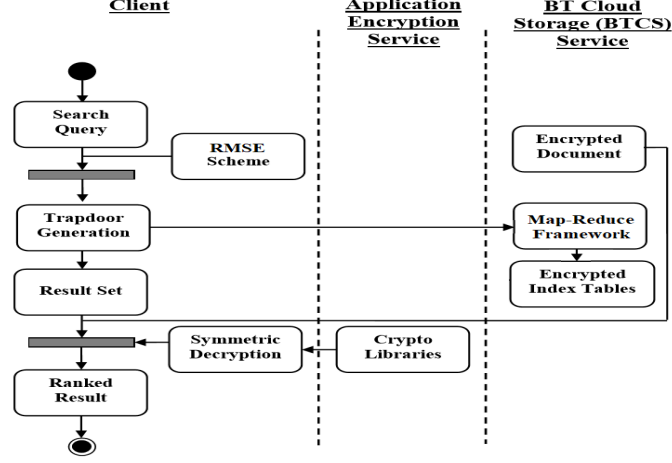 Client
Application
Encryption
Service
BT Cloud
Storage (BTCS)
Service
Search
Query
RMSE
Scheme
Encrypted
Document
Trapdoor
Generation
Map-Reduce
Framework
Result Set
Encrypted
Index Tables
Symmetric
Decryption
Crypto
Libraries
Ranked
Result